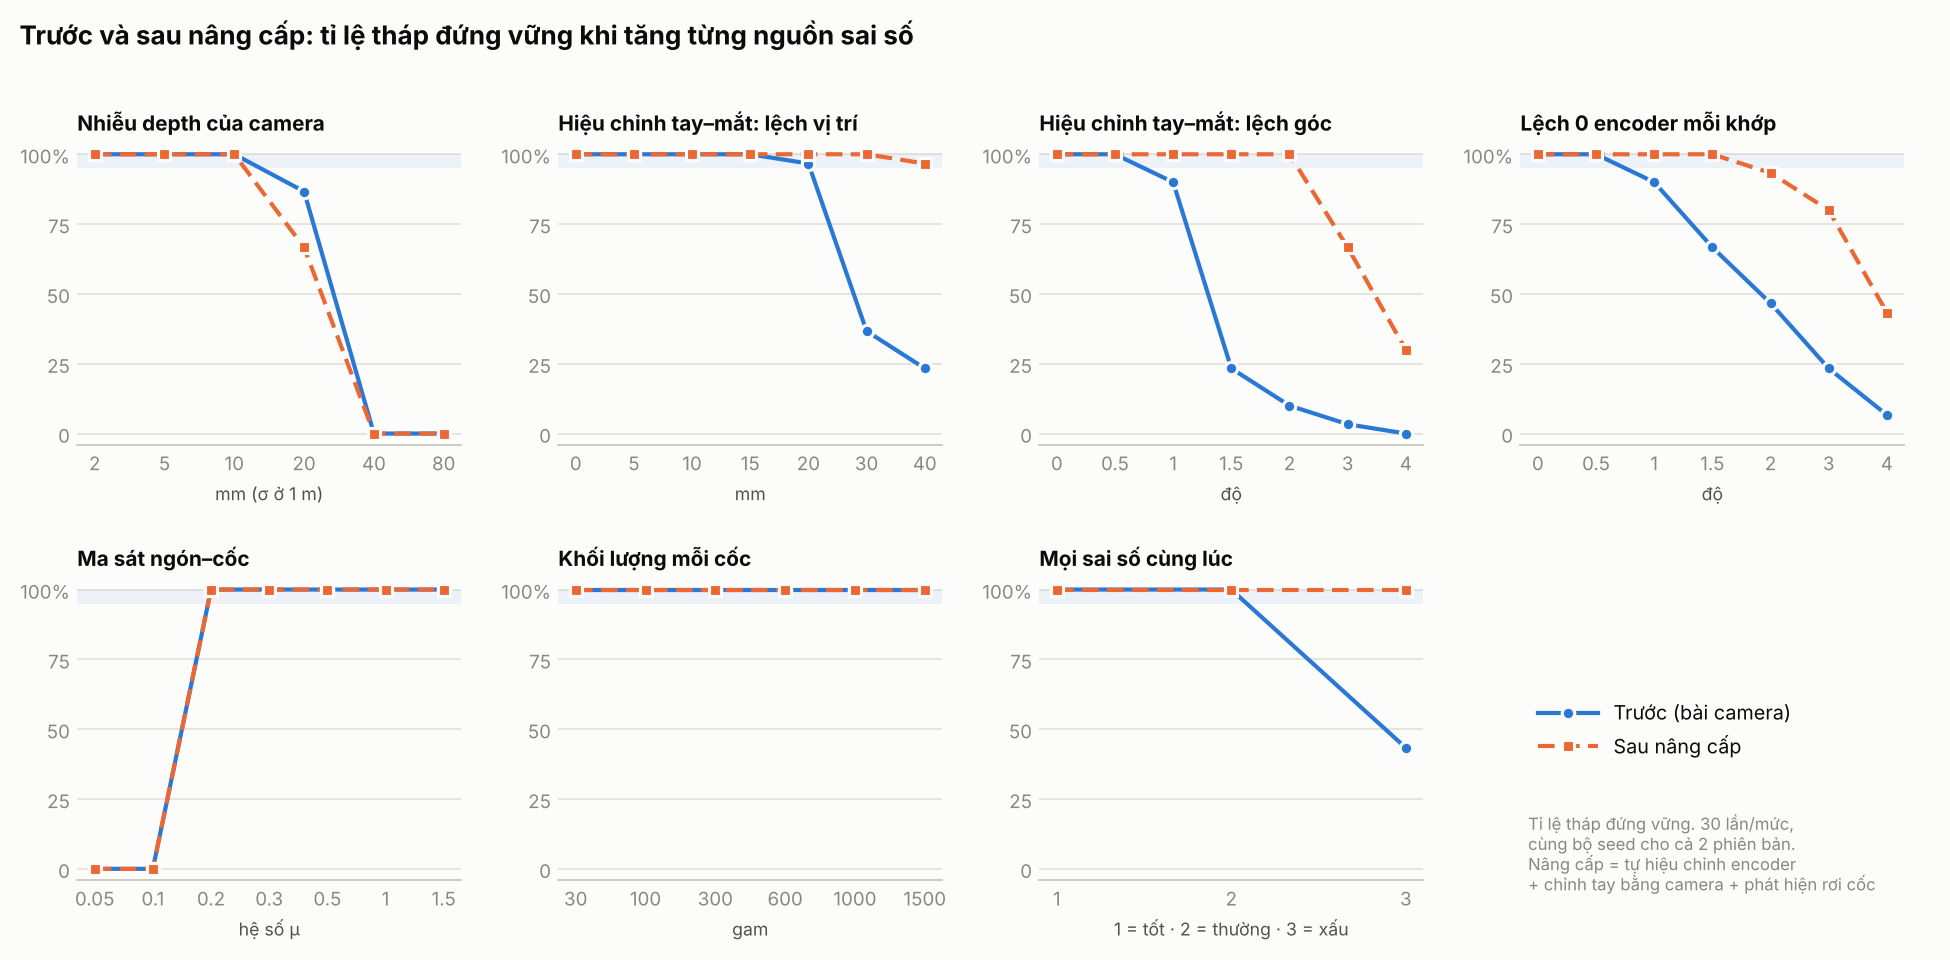 Trước và sau nâng cấp: tỉ lệ tháp đứng vững khi tăng từng nguồn sai số
Nhiễu depth của camera
100%
75
50
25
0
2 5 10 20 40 80
mm (σ ở 1 m)
Hiệu chỉnh tay–mắt: lệch vị trí
100%
75
50
25
0
0 5 10 15 20 30 40
mm
Hiệu chỉnh tay–mắt: lệch góc
100%
75
50
25
0
0 0.5 1 1.5 2 3 4
độ
Lệch 0 encoder mỗi khớp
100%
75
50
25
0
0 0.5 1 1.5 2 3 4
độ
Ma sát ngón–cốc
100%
75
50
25
0
0.05 0.1 0.2 0.3 0.5 1 1.5
hệ số µ
Khối lượng mỗi cốc
100%
75
50
25
0
30 100 300 600 1000 1500
gam
Mọi sai số cùng lúc
100%
75
50
25
0
1 2 3
1 = tốt · 2 = thường · 3 = xấu
Trước (bài camera)
Sau nâng cấp
Tỉ lệ tháp đứng vững. 30 lần/mức,
cùng bộ seed cho cả 2 phiên bản.
Nâng cấp = tự hiệu chỉnh encoder
+ chỉnh tay bằng camera + phát hiện rơi cốc